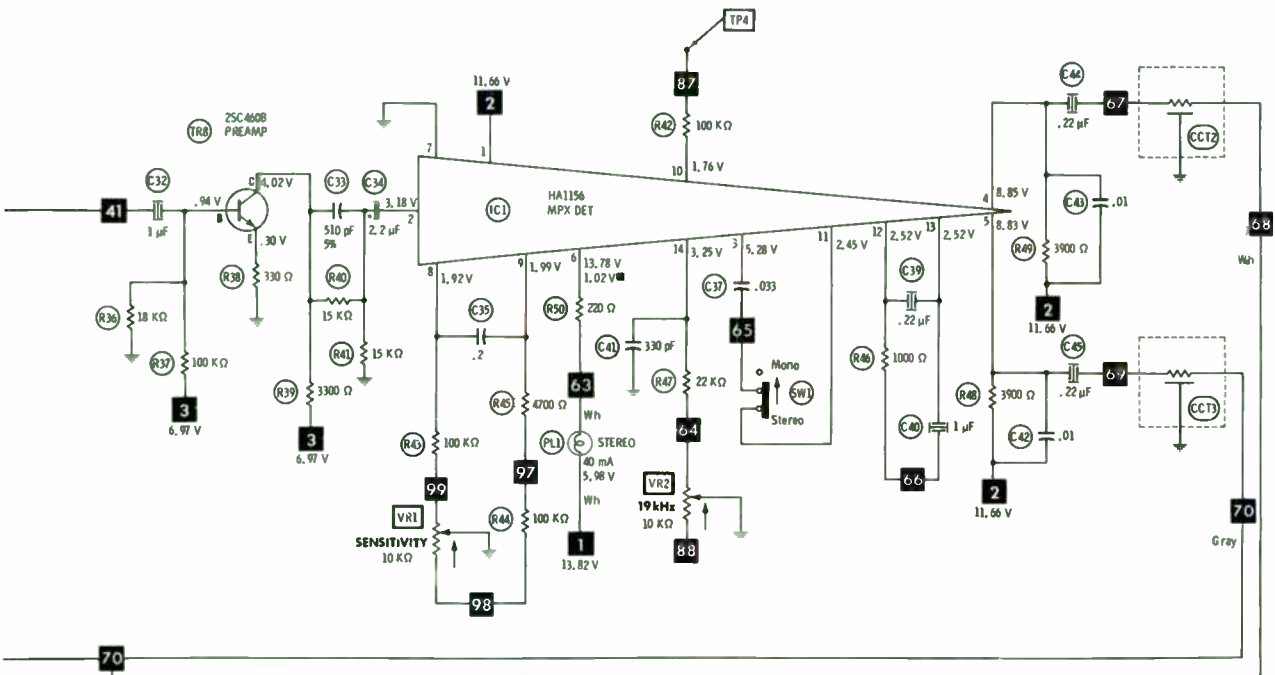 TP4
11.66 V
2
87
C44
67
2SC460B
TR8
PREAMP
R42
100 KΩ
.22 μF
CCT2
7
1
C32
C
4.02 V
C33
C34
10
1.76 V
.94 V
3.18 V
HA1156
MPX DET
4
8.85 V
C43
.01
41
B
2
IC1
5
8.83 V
68
1 μF
E
.30 V
510 pF
5%
2.2 μF
12
13
2.52 V
2.52 V
R49
3900 Ω
Wh
R38
330 Ω
R40
15 KΩ
8
1.92 V
9
1.99 V
6
13.78 V
1.02 V
14
3.25 V
3
5.28 V
11
2.45 V
C39
.22 μF
C37
.033
2
11.66 V
R36
18 KΩ
R50
220 Ω
C35
.2
65
C45
69
R37
100 KΩ
R41
15 KΩ
C41
330 pF
R46
1000 Ω
.22 μF
CCT3
Mono
SW1
Stereo
R39
3300 Ω
R45
4700 Ω
63
R47
22 KΩ
R48
3900 Ω
3
6.97 V
3
6.97 V
Wh
64
C40
1 μF
C42
.01
R43
100 KΩ
PL1
STEREO
40 mA
5.98 V
97
66
99
Wh
VR2
19 kHz
10 KΩ
2
11.66 V
70
Gray
VR1
SENSITIVITY
10 KΩ
R44
100 KΩ
1
13.82 V
88
98
70